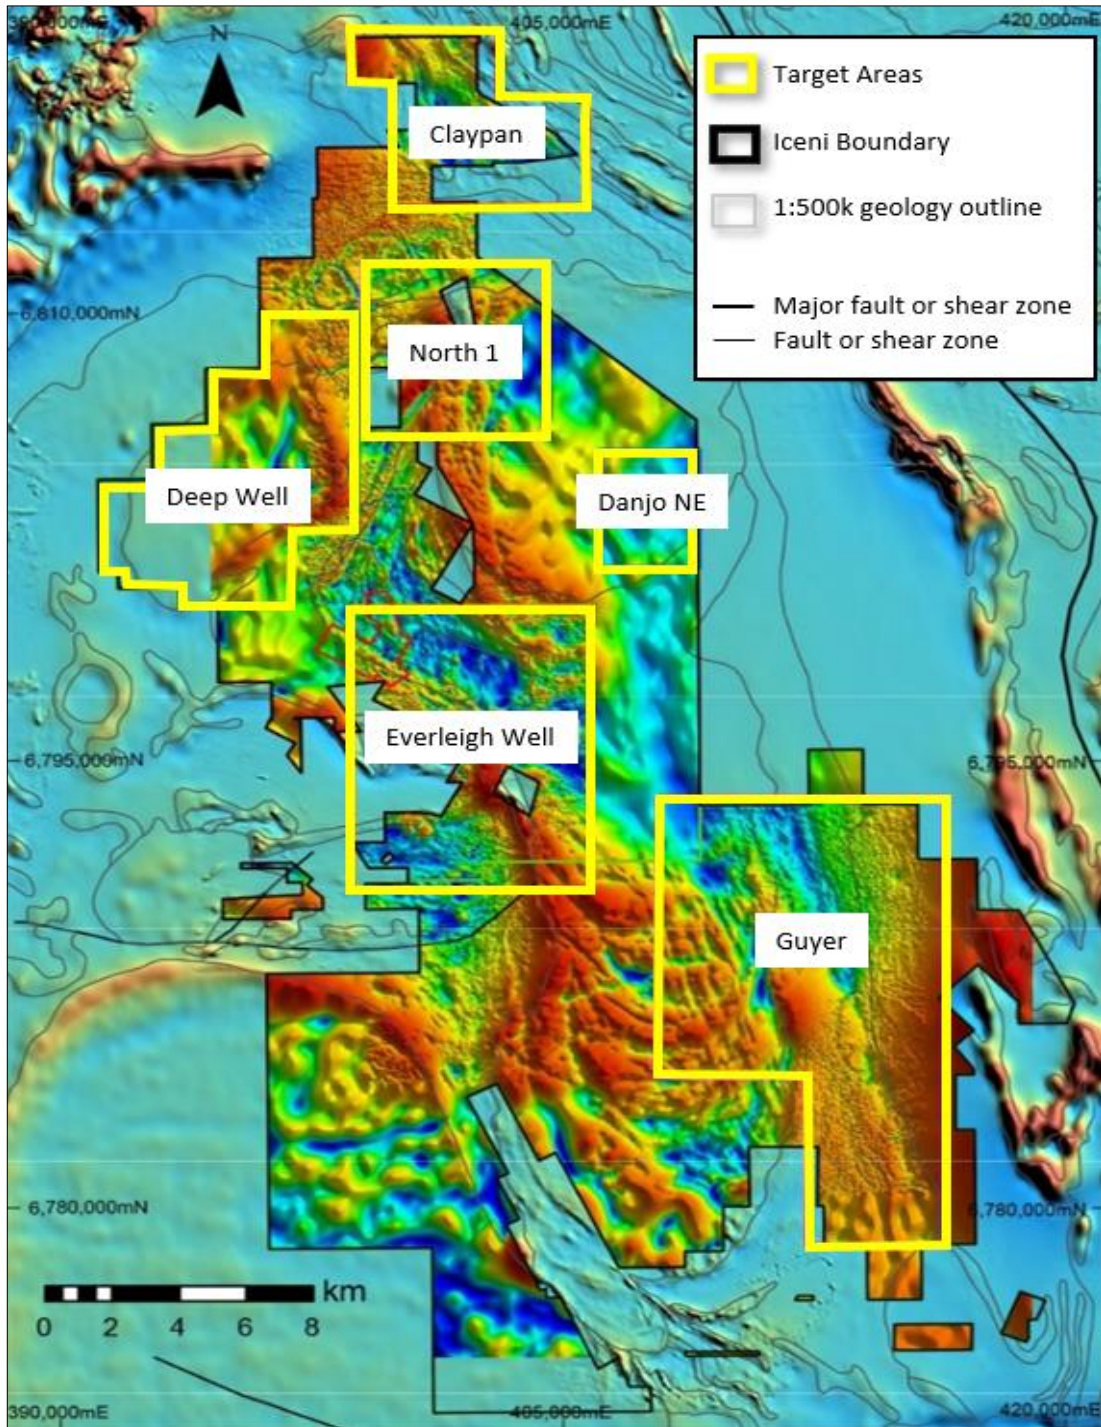 390,000mE 405,000mE 420,000mE
N
Target Areas
Iceni Boundary
1:500k geology outline
Major fault or shear zone
Fault or shear zone
Claypan
6,810,000mN
North 1
Deep Well
Danjo NE
Everleigh Well
6,795,000mN 6,795,000mN
Guyer
6,780,000mN 6,780,000mN
km
0 2 4 6 8
390,000mE 405,000mE 420,000mE